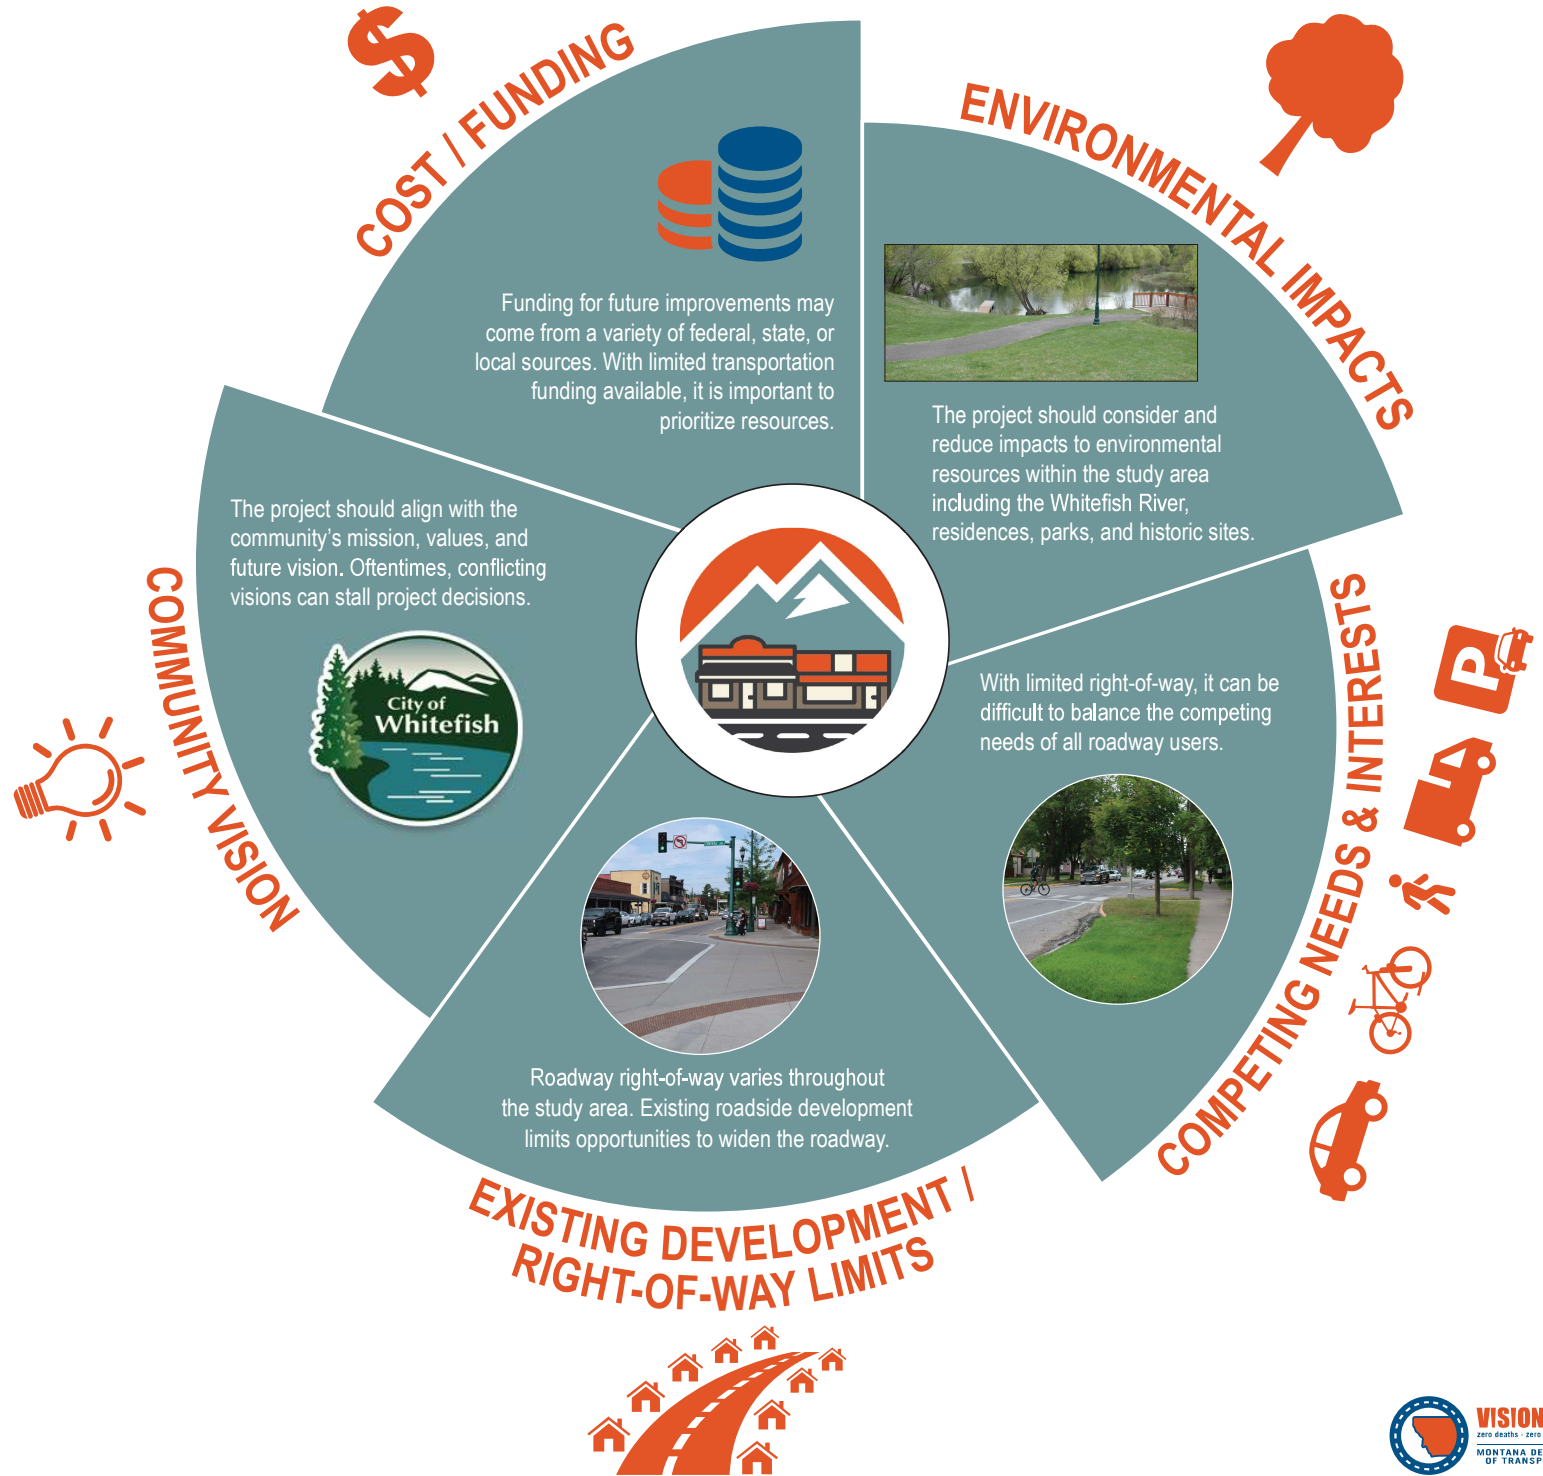 $
COST / FUNDING
Funding for future improvements may
come from a variety of federal, state, or
local sources. With limited transportation
funding available, it is important to
prioritize resources.
ENVIRONMENTAL IMPACTS
The project should consider and
reduce impacts to environmental
resources within the study area
including the Whitefish River,
residences, parks, and historic sites.
COMMUNITY VISION
The project should align with the
community's mission, values, and
future vision. Oftentimes, conflicting
visions can stall project decisions.
City of
Whitefish
COMPETING NEEDS & INTERESTS
With limited right-of-way, it can be
difficult to balance the competing
needs of all roadway users.
P
Roadway right-of-way varies throughout
the study area. Existing roadside development
limits opportunities to widen the roadway.
EXISTING DEVELOPMENT /
RIGHT-OF-WAY LIMITS
VISION
zero deaths - zero
MONTANA DE
OF TRANSP